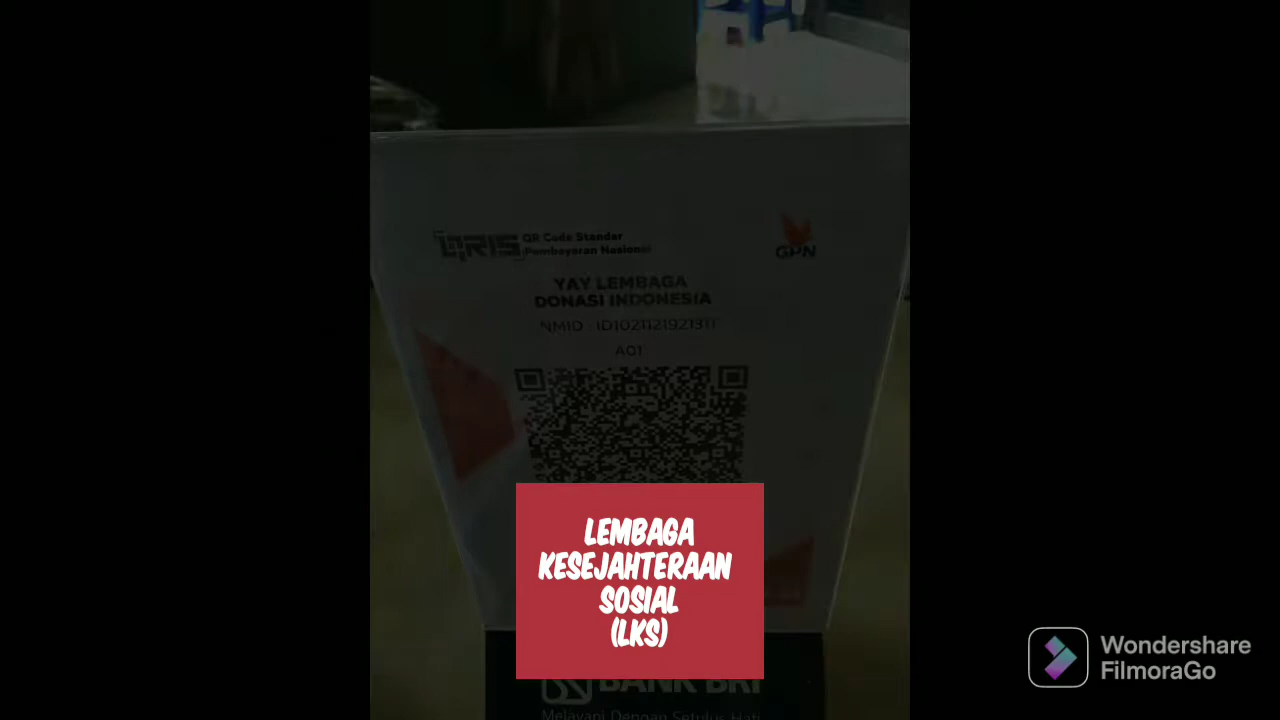 QRIS QR Code Standar
Pembayaran Nasional
GPN
YAY LEMBAGA
DONASI INDONESIA
NMID : ID1021121921311
A01
LEMBAGA
KESEJAHTERAAN
SOSIAL
(LKS)
BANK BRI
Melayani Dengan Setulus Hati
Wondershare
FilmoraGo